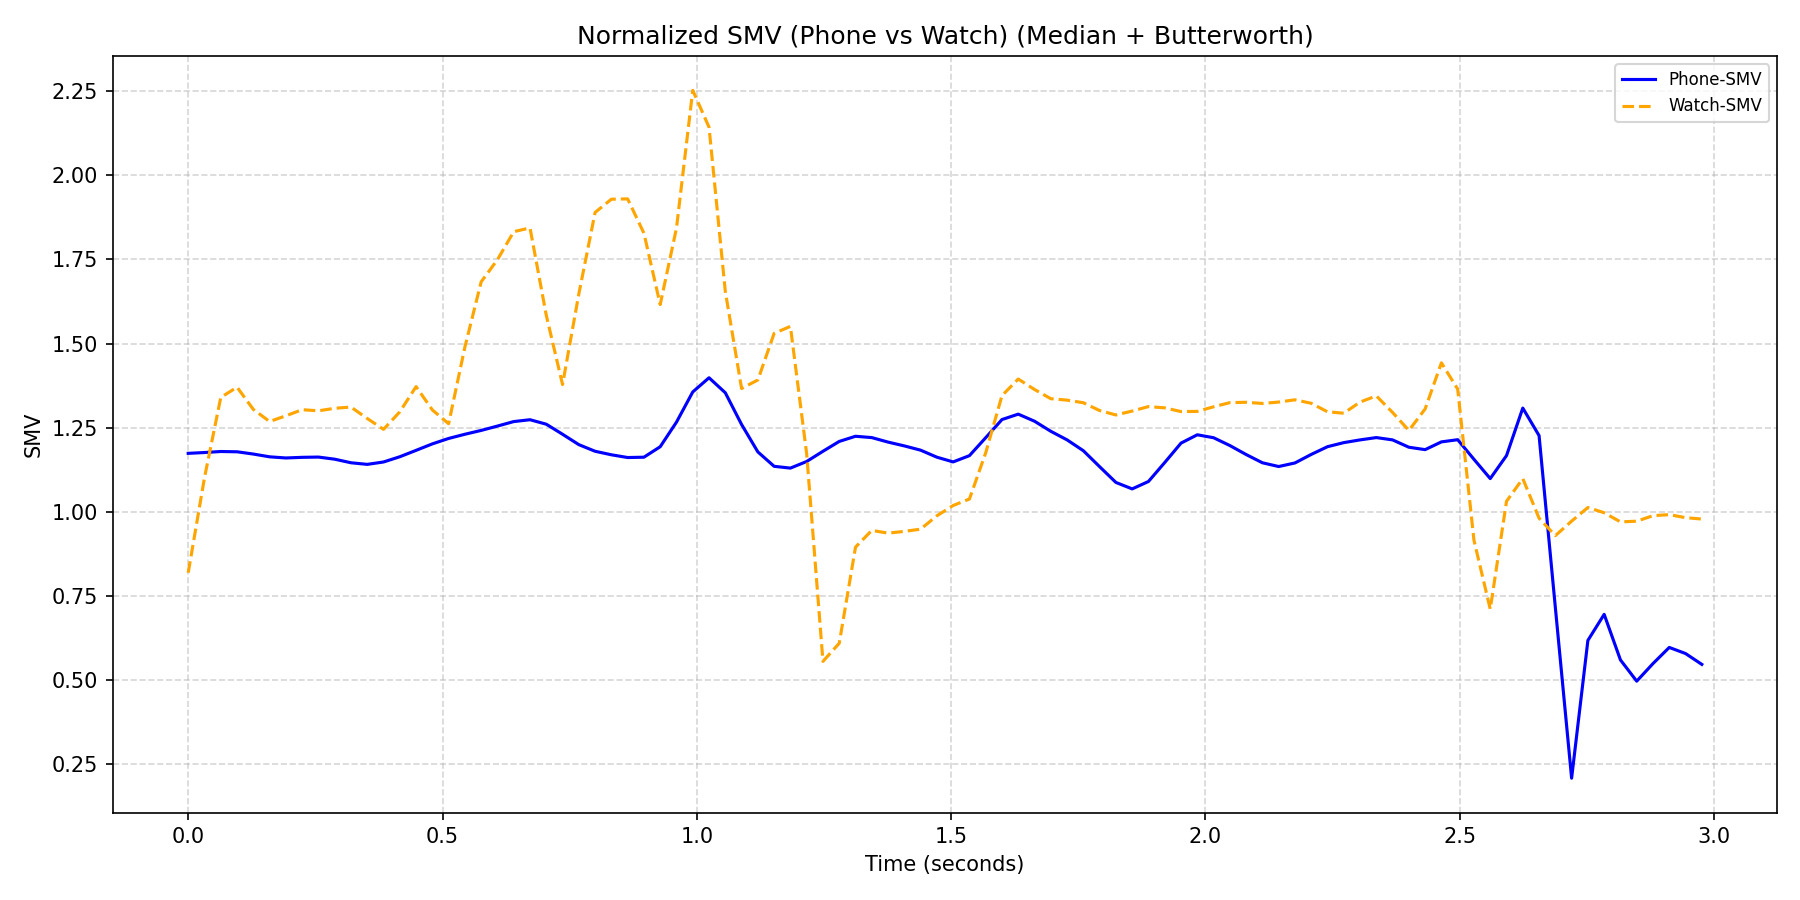 Normalized SMV (Phone vs Watch) (Median + Butterworth)
Phone-SMV
Watch-SMV
2.25
2.00
1.75
1.50
1.25
1.00
0.75
0.50
0.25
SMV
0.0 0.5 1.0 1.5 2.0 2.5 3.0
Time (seconds)